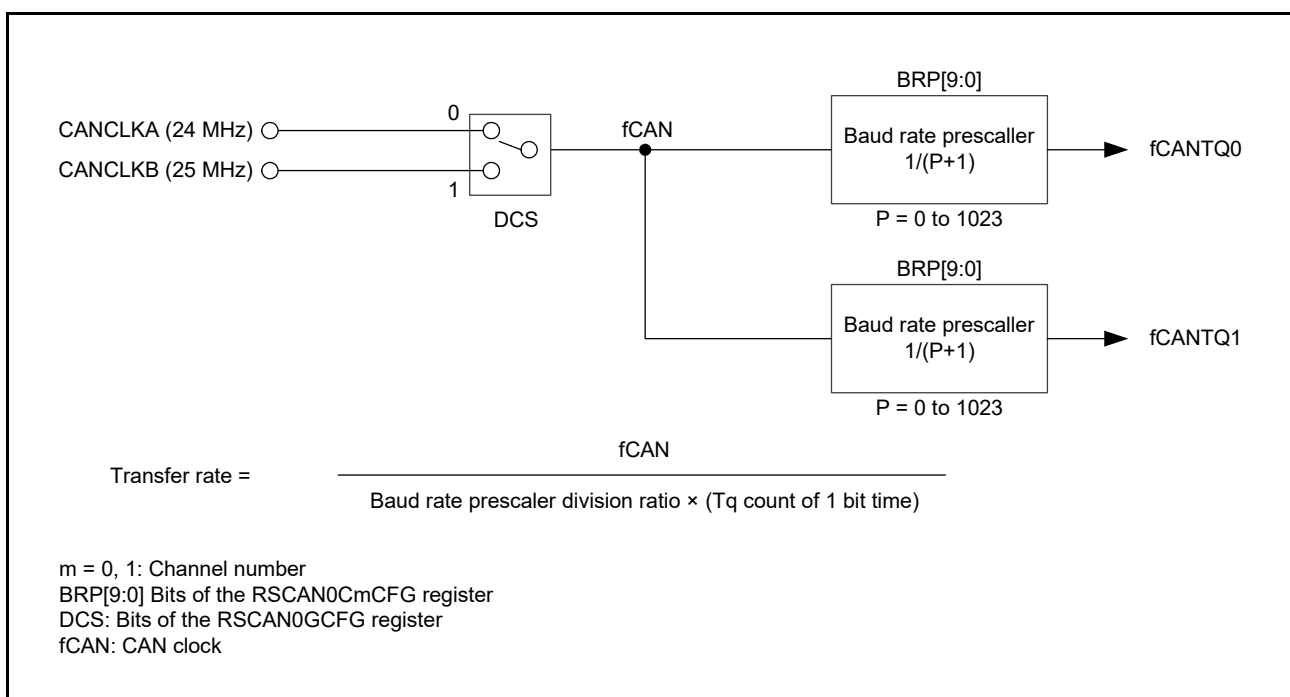 BRP[9:0]
0
CANCLKA (24 MHz)
fCAN
Baud rate prescaller
1/(P+1)
fCANTQ0
CANCLKB (25 MHz)
1
DCS
P = 0 to 1023
BRP[9:0]
Baud rate prescaller
1/(P+1)
fCANTQ1
P = 0 to 1023
fCAN
Transfer rate =
Baud rate prescaler division ratio × (Tq count of 1 bit time)
m = 0, 1: Channel number
BRP[9:0] Bits of the RSCAN0CmCFG register
DCS: Bits of the RSCAN0GCFG register
fCAN: CAN clock